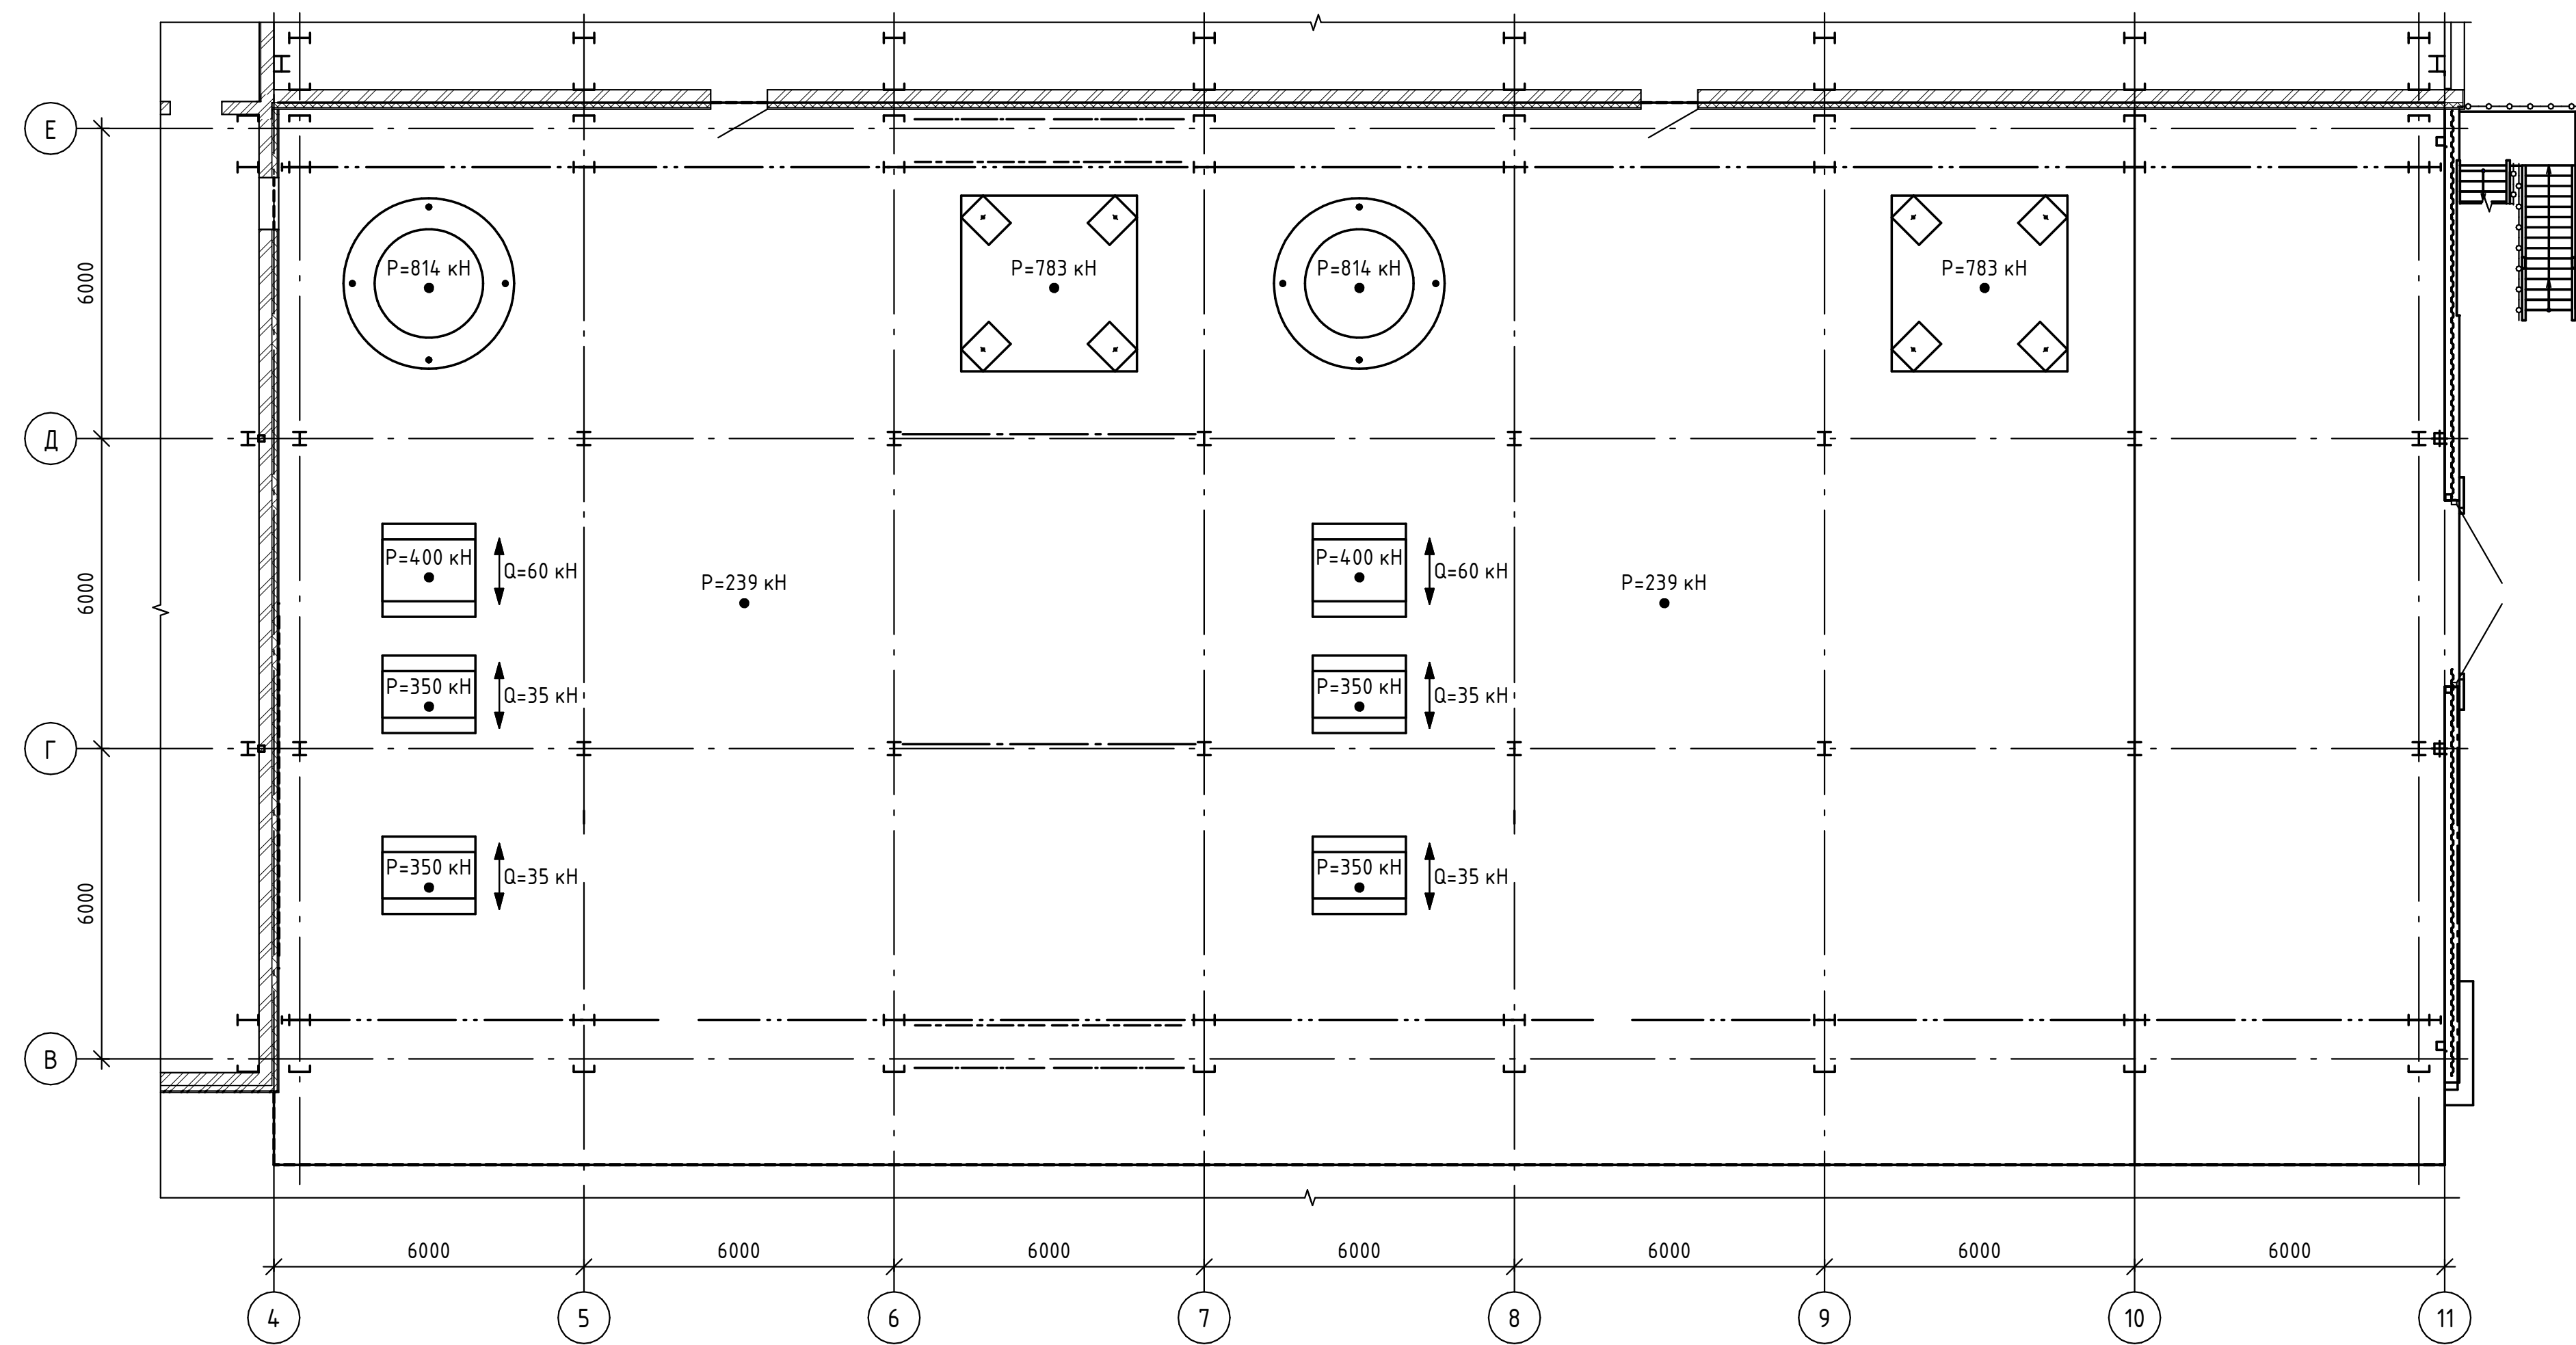 Е
6000
P=814 кН
P=783 кН
P=814 кН
P=783 кН
Д
6000
P=400 кН
Q=60 кН
P=239 кН
P=400 кН
Q=60 кН
P=239 кН
P=350 кН
Q=35 кН
P=350 кН
Q=35 кН
Г
6000
P=350 кН
Q=35 кН
P=350 кН
Q=35 кН
В
6000 6000 6000 6000 6000 6000 6000
4 5 6 7 8 9 10 11